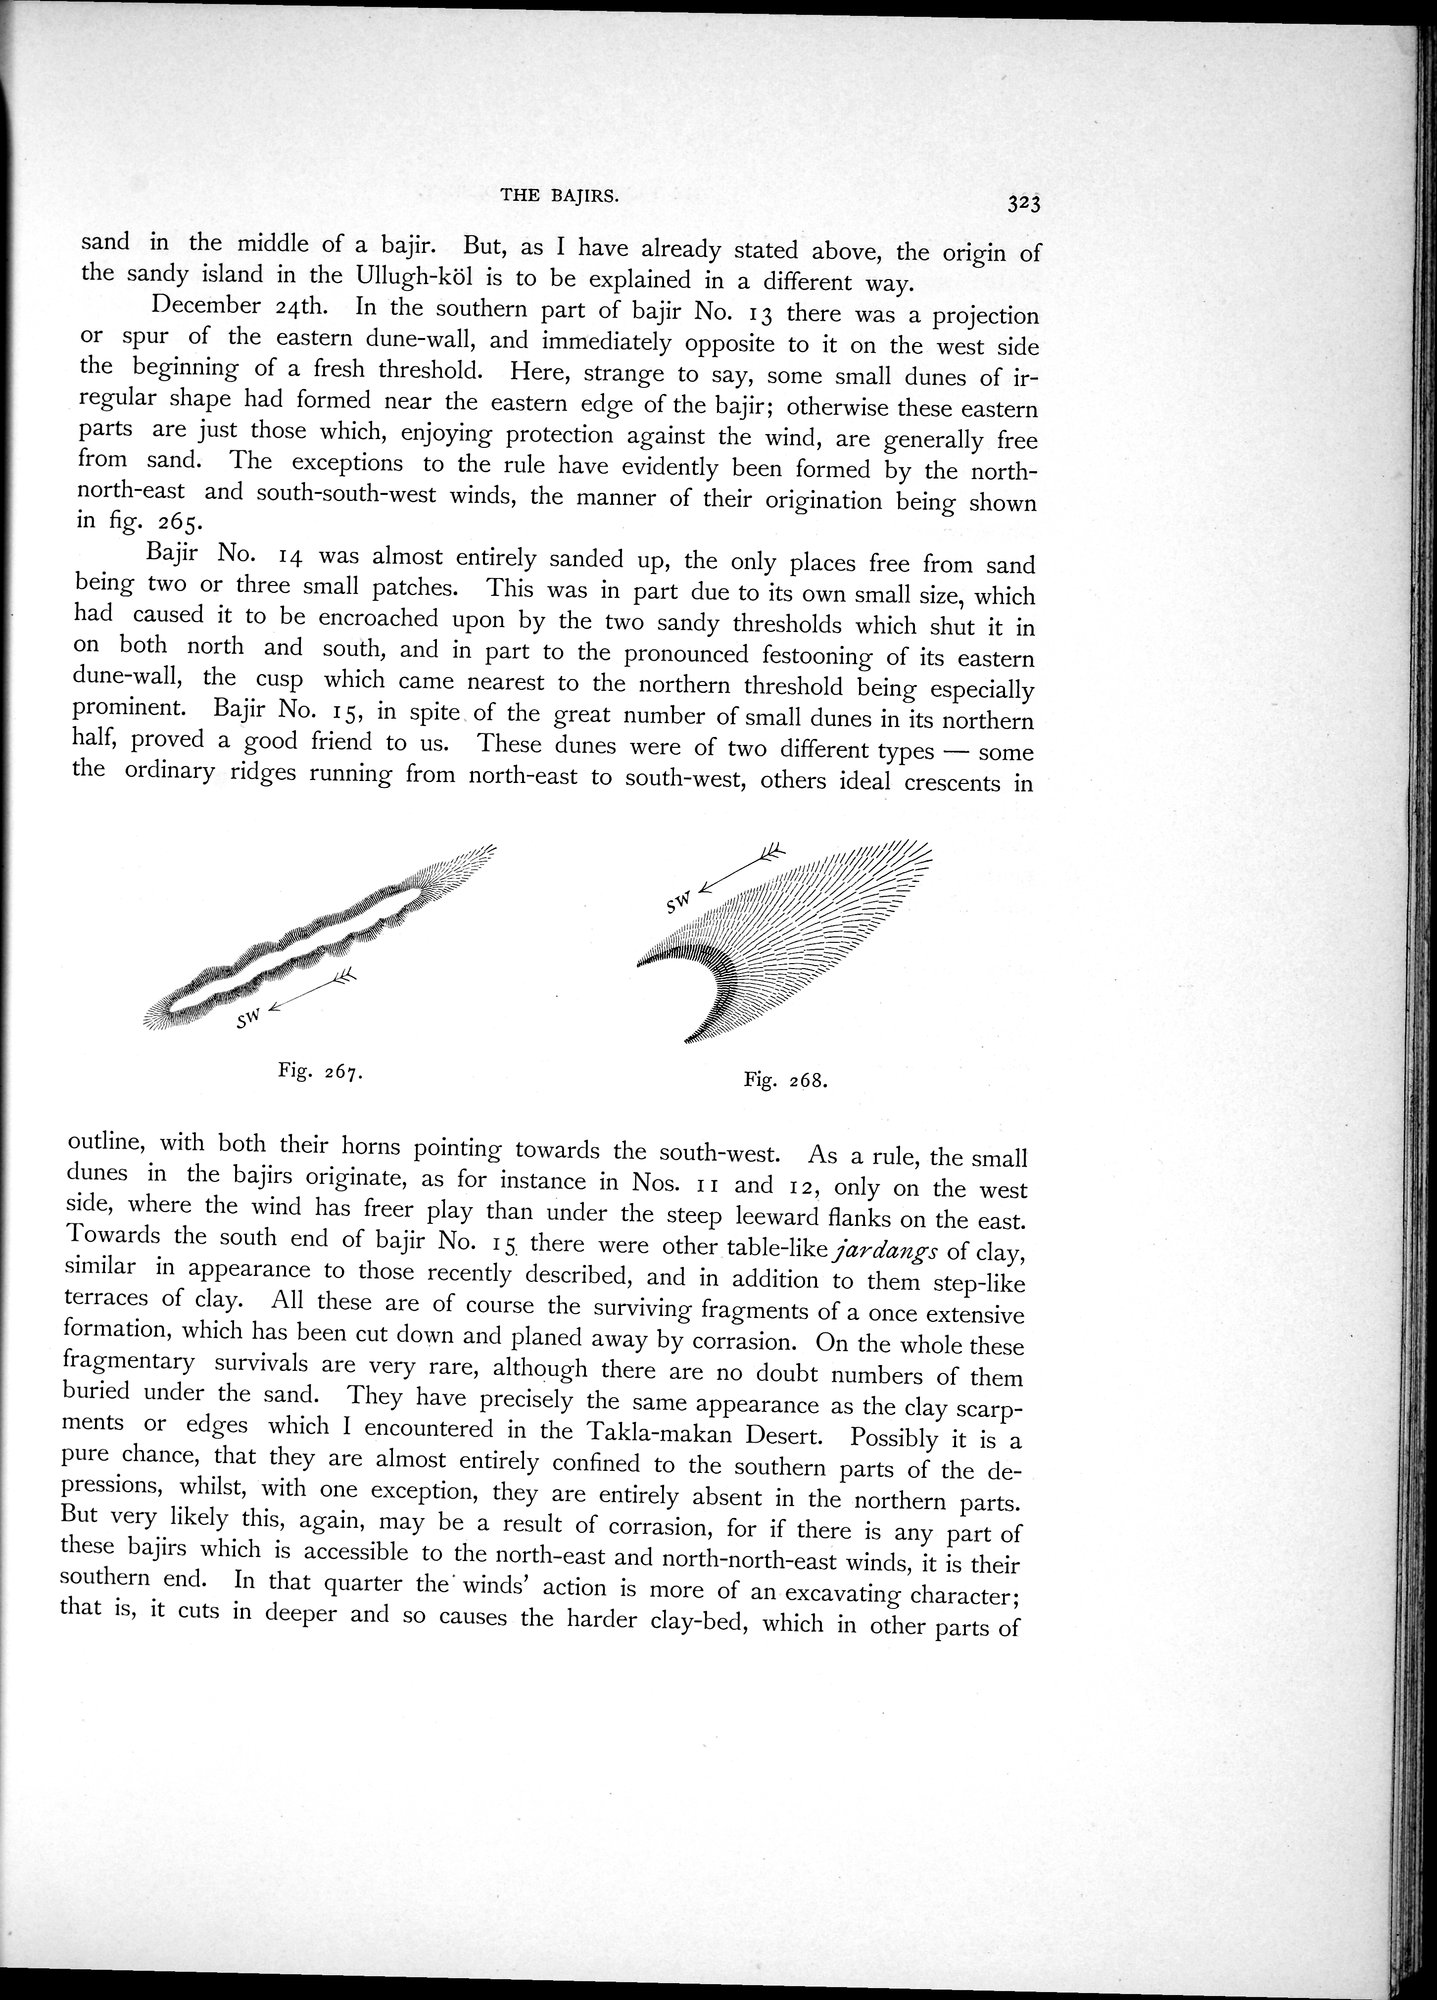 THE BAJIRS.
323
sand in the middle of a bajir. But, as I have already stated above, the origin of
the sandy island in the Ullugh-köl is to be explained in a different way.
December 24th. In the southern part of bajir No. 13 there was a projection
or spur of the eastern dune-wall, and immediately opposite to it on the west side
the beginning of a fresh threshold. Here, strange to say, some small dunes of ir-
regular shape had formed near the eastern edge of the bajir; otherwise these eastern
parts are just those which, enjoying protection against the wind, are generally free
from sand. The exceptions to the rule have evidently been formed by the north-
north-east and south-south-west winds, the manner of their origination being shown
in fig. 265.
Bajir No. 14 was almost entirely sanded up, the only places free from sand
being two or three small patches. This was in part due to its own small size, which
had caused it to be encroached upon by the two sandy thresholds which shut it in
on both north and south, and in part to the pronounced festooning of its eastern
dune-wall, the cusp which came nearest to the northern threshold being especially
prominent. Bajir No. 15, in spite of the great number of small dunes in its northern
half, proved a good friend to us. These dunes were of two different types — some
the ordinary ridges running from north-east to south-west, others ideal crescents in
SW
SW
Fig. 267.
Fig. 268.
outline, with both their horns pointing towards the south-west. As a rule, the small
dunes in the bajirs originate, as for instance in Nos. 11 and 12, only on the west
side, where the wind has freer play than under the steep leeward flanks on the east.
Towards the south end of bajir No. 15 there were other table-like jardangs of clay,
similar in appearance to those recently described, and in addition to them step-like
terraces of clay. All these are of course the surviving fragments of a once extensive
formation, which has been cut down and planed away by corrasion. On the whole these
fragmentary survivals are very rare, although there are no doubt numbers of them
buried under the sand. They have precisely the same appearance as the clay scarp-
ments or edges which I encountered in the Takla-makan Desert. Possibly it is a
pure chance, that they are almost entirely confined to the southern parts of the de-
pressions, whilst, with one exception, they are entirely absent in the northern parts.
But very likely this, again, may be a result of corrasion, for if there is any part of
these bajirs which is accessible to the north-east and north-north-east winds, it is their
southern end. In that quarter the winds' action is more of an excavating character;
that is, it cuts in deeper and so causes the harder clay-bed, which in other parts of